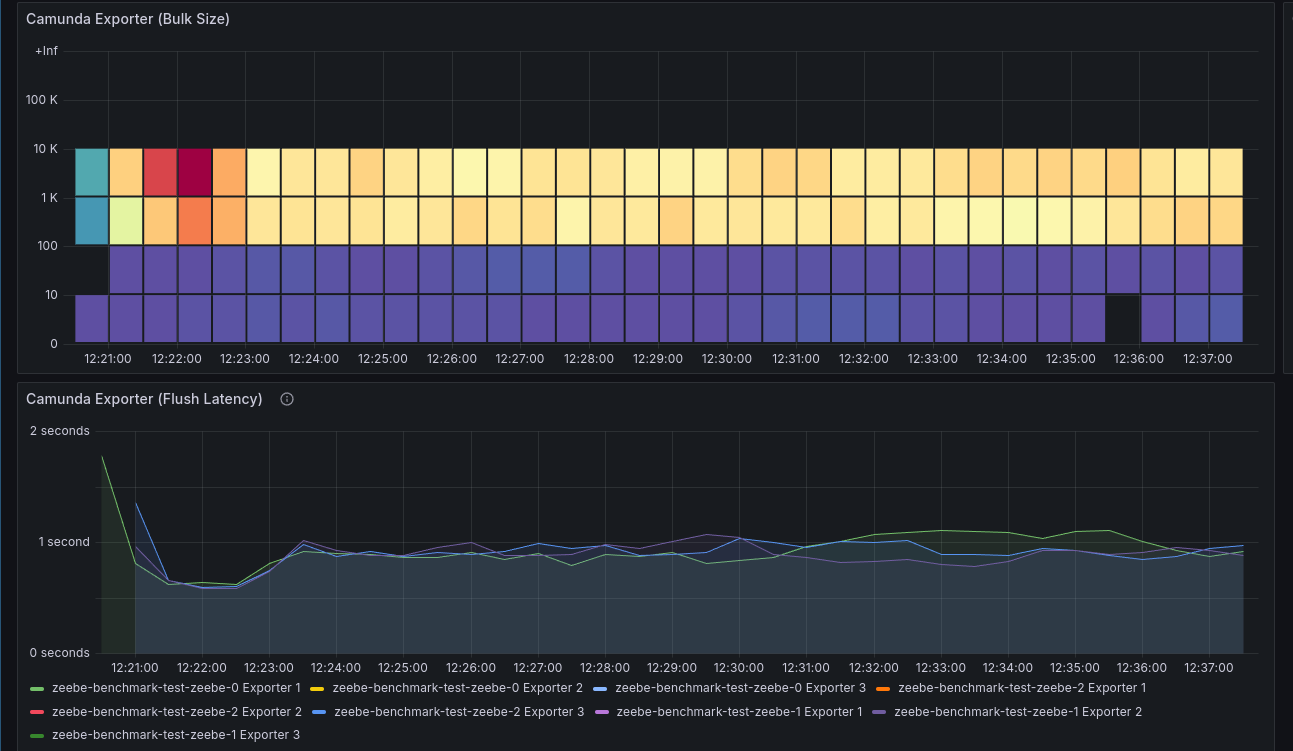 Camunda Exporter (Bulk Size)
+Inf
100 K
10 K
1 K
100
10
0
12:21:00 12:22:00 12:23:00 12:24:00 12:25:00 12:26:00 12:27:00 12:28:00 12:29:00 12:30:00 12:31:00 12:32:00 12:33:00 12:34:00 12:35:00 12:36:00 12:37:00
Camunda Exporter (Flush Latency)
2 seconds
1 second
0 seconds
12:21:00 12:22:00 12:23:00 12:24:00 12:25:00 12:26:00 12:27:00 12:28:00 12:29:00 12:30:00 12:31:00 12:32:00 12:33:00 12:34:00 12:35:00 12:36:00 12:37:00
zeebe-benchmark-test-zeebe-0 Exporter 1 zeebe-benchmark-test-zeebe-0 Exporter 2 zeebe-benchmark-test-zeebe-0 Exporter 3 zeebe-benchmark-test-zeebe-2 Exporter 1
zeebe-benchmark-test-zeebe-2 Exporter 2 zeebe-benchmark-test-zeebe-2 Exporter 3 zeebe-benchmark-test-zeebe-1 Exporter 1 zeebe-benchmark-test-zeebe-1 Exporter 2
zeebe-benchmark-test-zeebe-1 Exporter 3